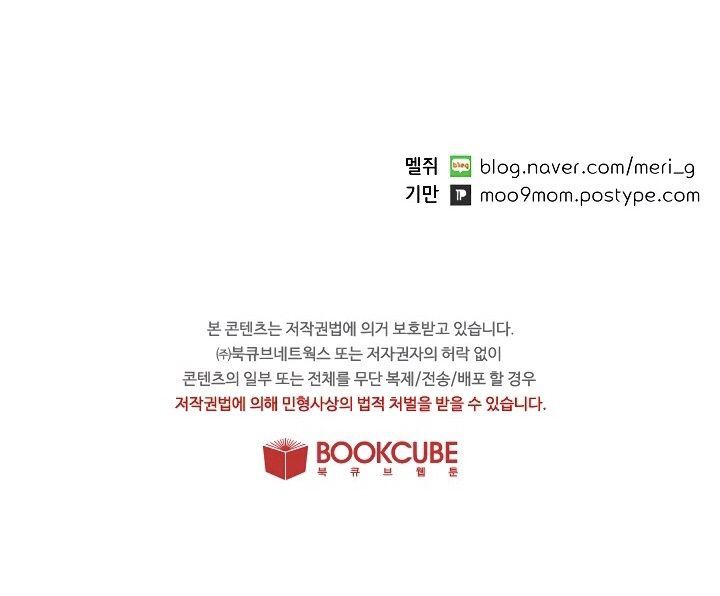 멜쥐 blog blog.naver.com/meri_g
기만 moo9mom.postype.com
본 콘텐츠는 저작권법에 의거 보호받고 있습니다.
㈜북큐브네트웍스 또는 저자권자의 허락 없이
콘텐츠의 일부 또는 전체를 무단 복제/전송/배포 할 경우
저작권법에 의해 민형사상의 법적 처벌을 받을 수 있습니다.
BOOKCUBE
북큐브웹툰